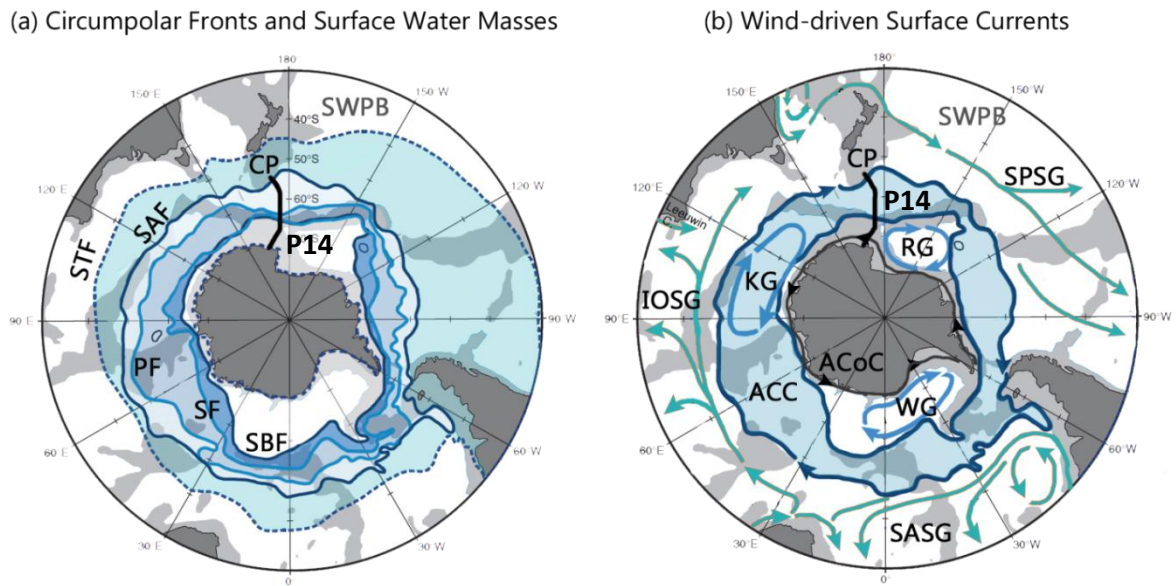 (a) Circumpolar Fronts and Surface Water Masses
180°
150°E
SWPB
150°W
40°S
50°S
CP
60°S
120 E
120°W
SAF
P14
STF
90°E
90°W
PF
SF
SBF
60 E
60°W
30 E
30°W
0
(b) Wind-driven Surface Currents
180°
150°E
SWPB
150°W
CP
120°E
120°W
SPSG
P14
Leeuwin
C.
RG
KG
IOSG
90°E
90°W
ACoC
ACC
WG
60°E
60°W
SASG
30°E
30°W
0